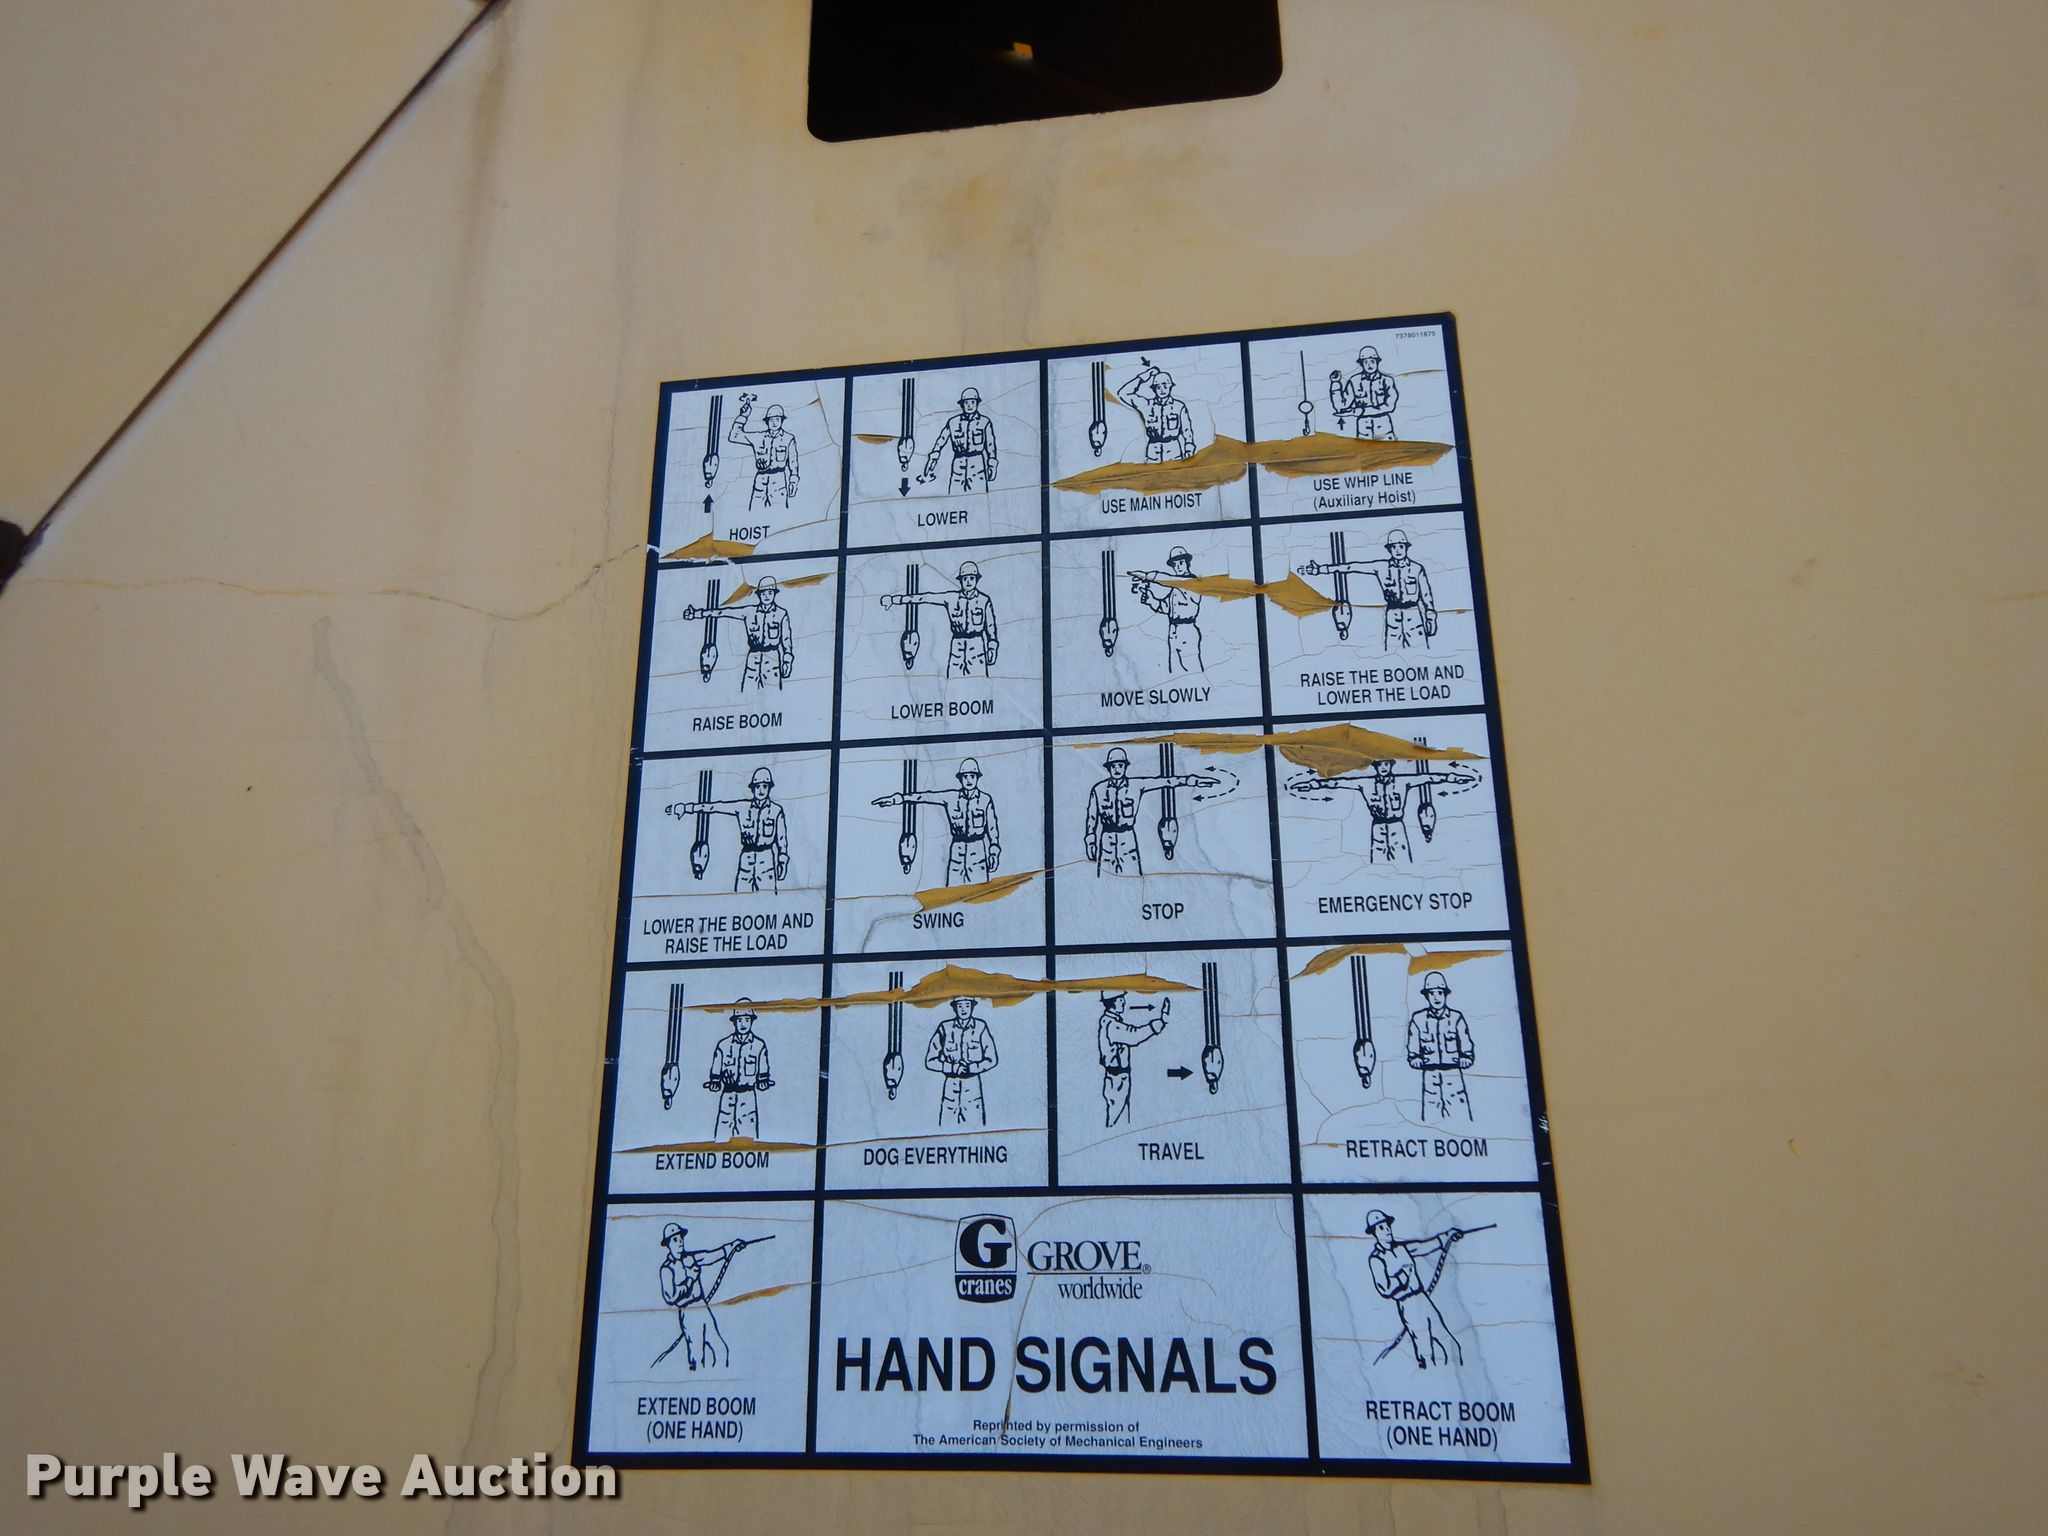 7376011675
HOIST
LOWER
USE MAIN HOIST
USE WHIP LINE
(Auxiliary Hoist)
RAISE BOOM
LOWER BOOM
MOVE SLOWLY
RAISE THE BOOM AND
LOWER THE LOAD
LOWER THE BOOM AND
RAISE THE LOAD
SWING
STOP
EMERGENCY STOP
EXTEND BOOM
DOG EVERYTHING
TRAVEL
RETRACT BOOM
EXTEND BOOM
(ONE HAND)
G
cranes
GROVE®
worldwide
HAND SIGNALS
Reprinted by permission of
The American Society of Mechanical Engineers
RETRACT BOOM
(ONE HAND)
Purple Wave Auction